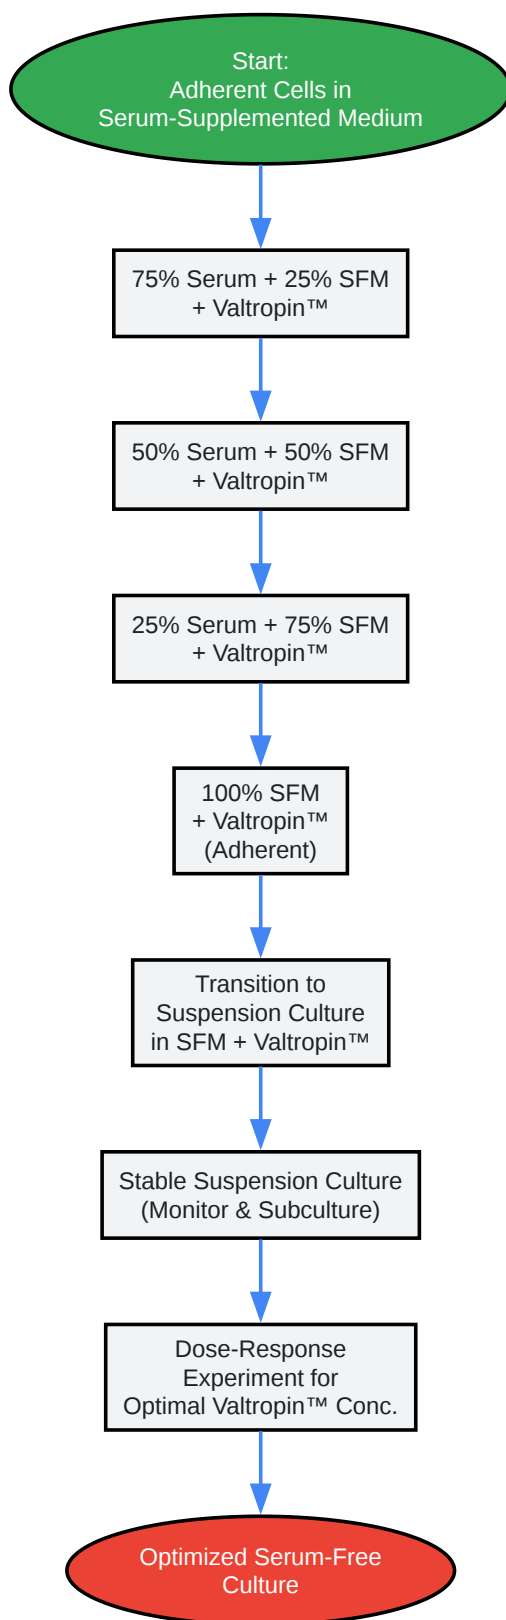 Start:
Adherent Cells in
Serum-Supplemented Medium
75% Serum + 25% SFM
+ Valtropin™
50% Serum + 50% SFM
+ Valtropin™
25% Serum + 75% SFM
+ Valtropin™
100% SFM
+ Valtropin™
(Adherent)
Transition to
Suspension Culture
in SFM + Valtropin™
Stable Suspension Culture
(Monitor & Subculture)
Dose-Response
Experiment for
Optimal Valtropin™ Conc.
Optimized Serum-Free
Culture